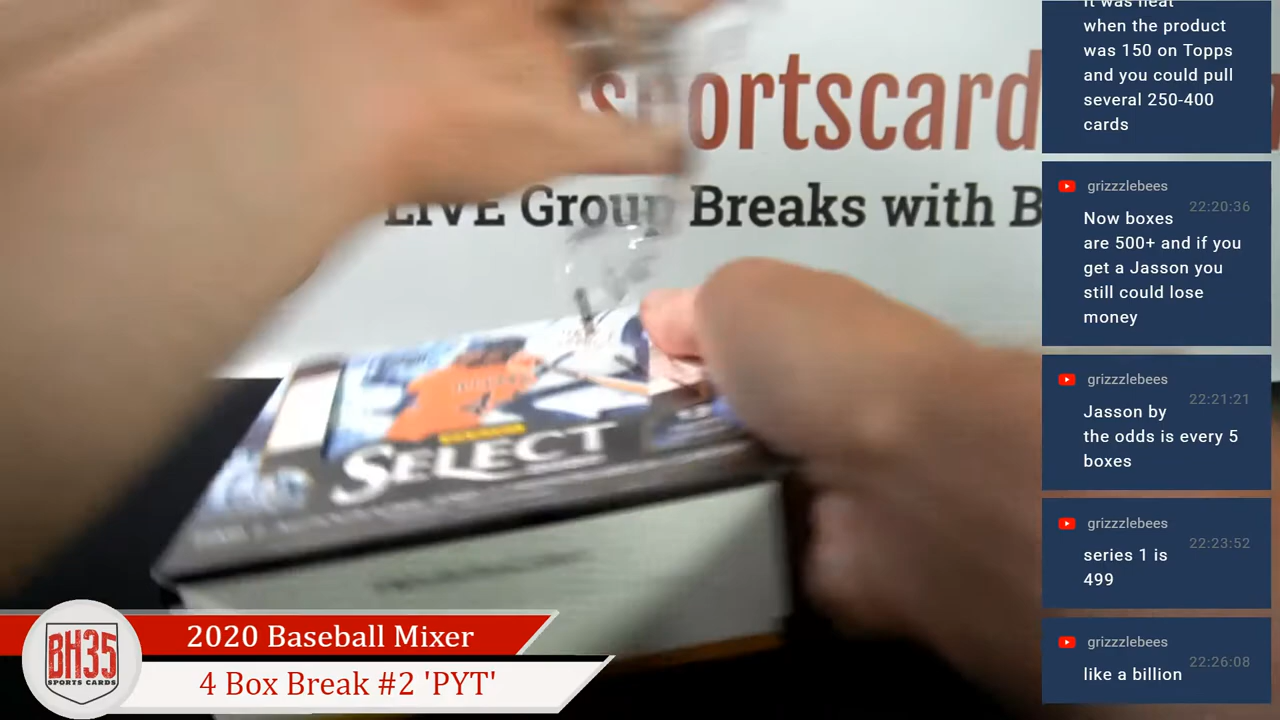 sportscard
LIVE Group Breaks with B
SELECT
BH35
SPORTS CARDS
2020 Baseball Mixer
4 Box Break #2 'PYT'
it was heat
when the product
was 150 on Topps
and you could pull
several 250-400
cards
grizzzlebees
22:20:36
Now boxes
are 500+ and if you
get a Jasson you
still could lose
money
grizzzlebees
22:21:21
Jasson by
the odds is every 5
boxes
grizzzlebees
22:23:52
series 1 is
499
grizzzlebees
22:26:08
like a billion